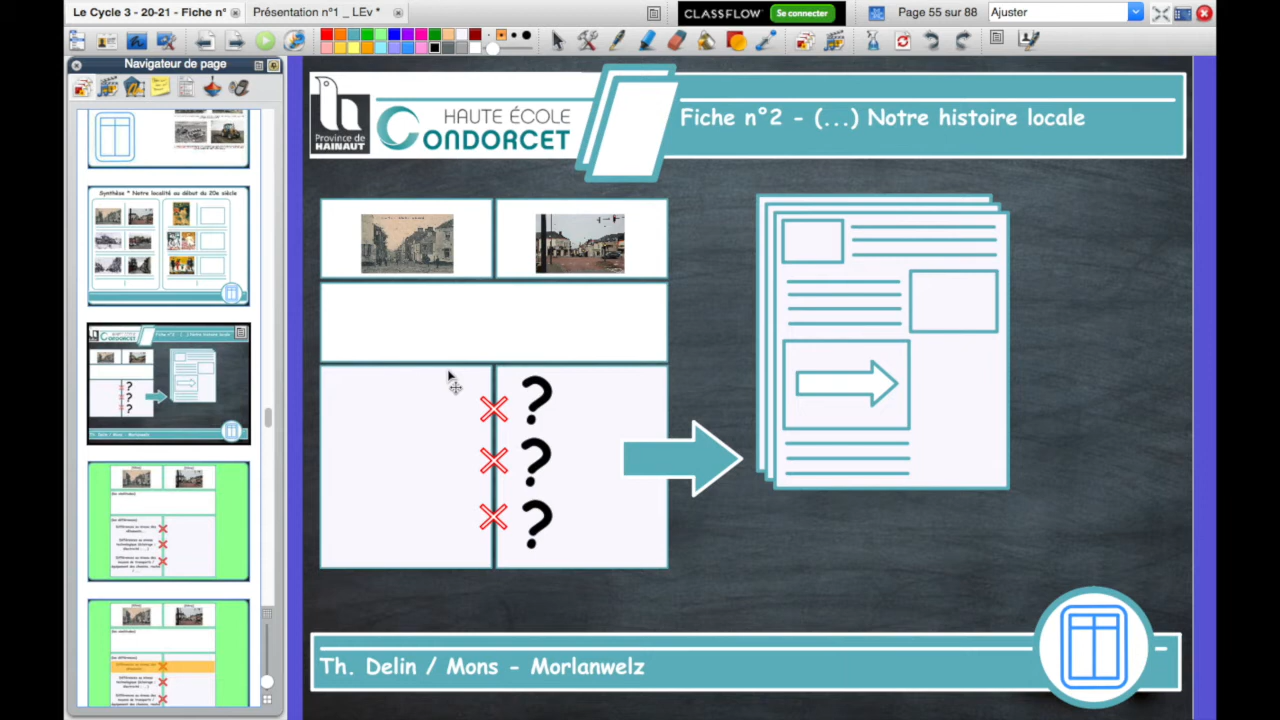 Le Cycle 3 - 20-21 - Fiche n°
Présentation n°1 _ LEv *
CLASSFLOW
Se connecter
Page 55 sur 88
Ajuster
Navigateur de page
Synthèse * Notre localité au début du 20e siècle
Province de
HAINAUT
HAUTE ÉCOLE
CONDORCET
Fiche n°2 - (...) Notre histoire locale
?
?
?
Th. Delin / Mons - Morlanwelz